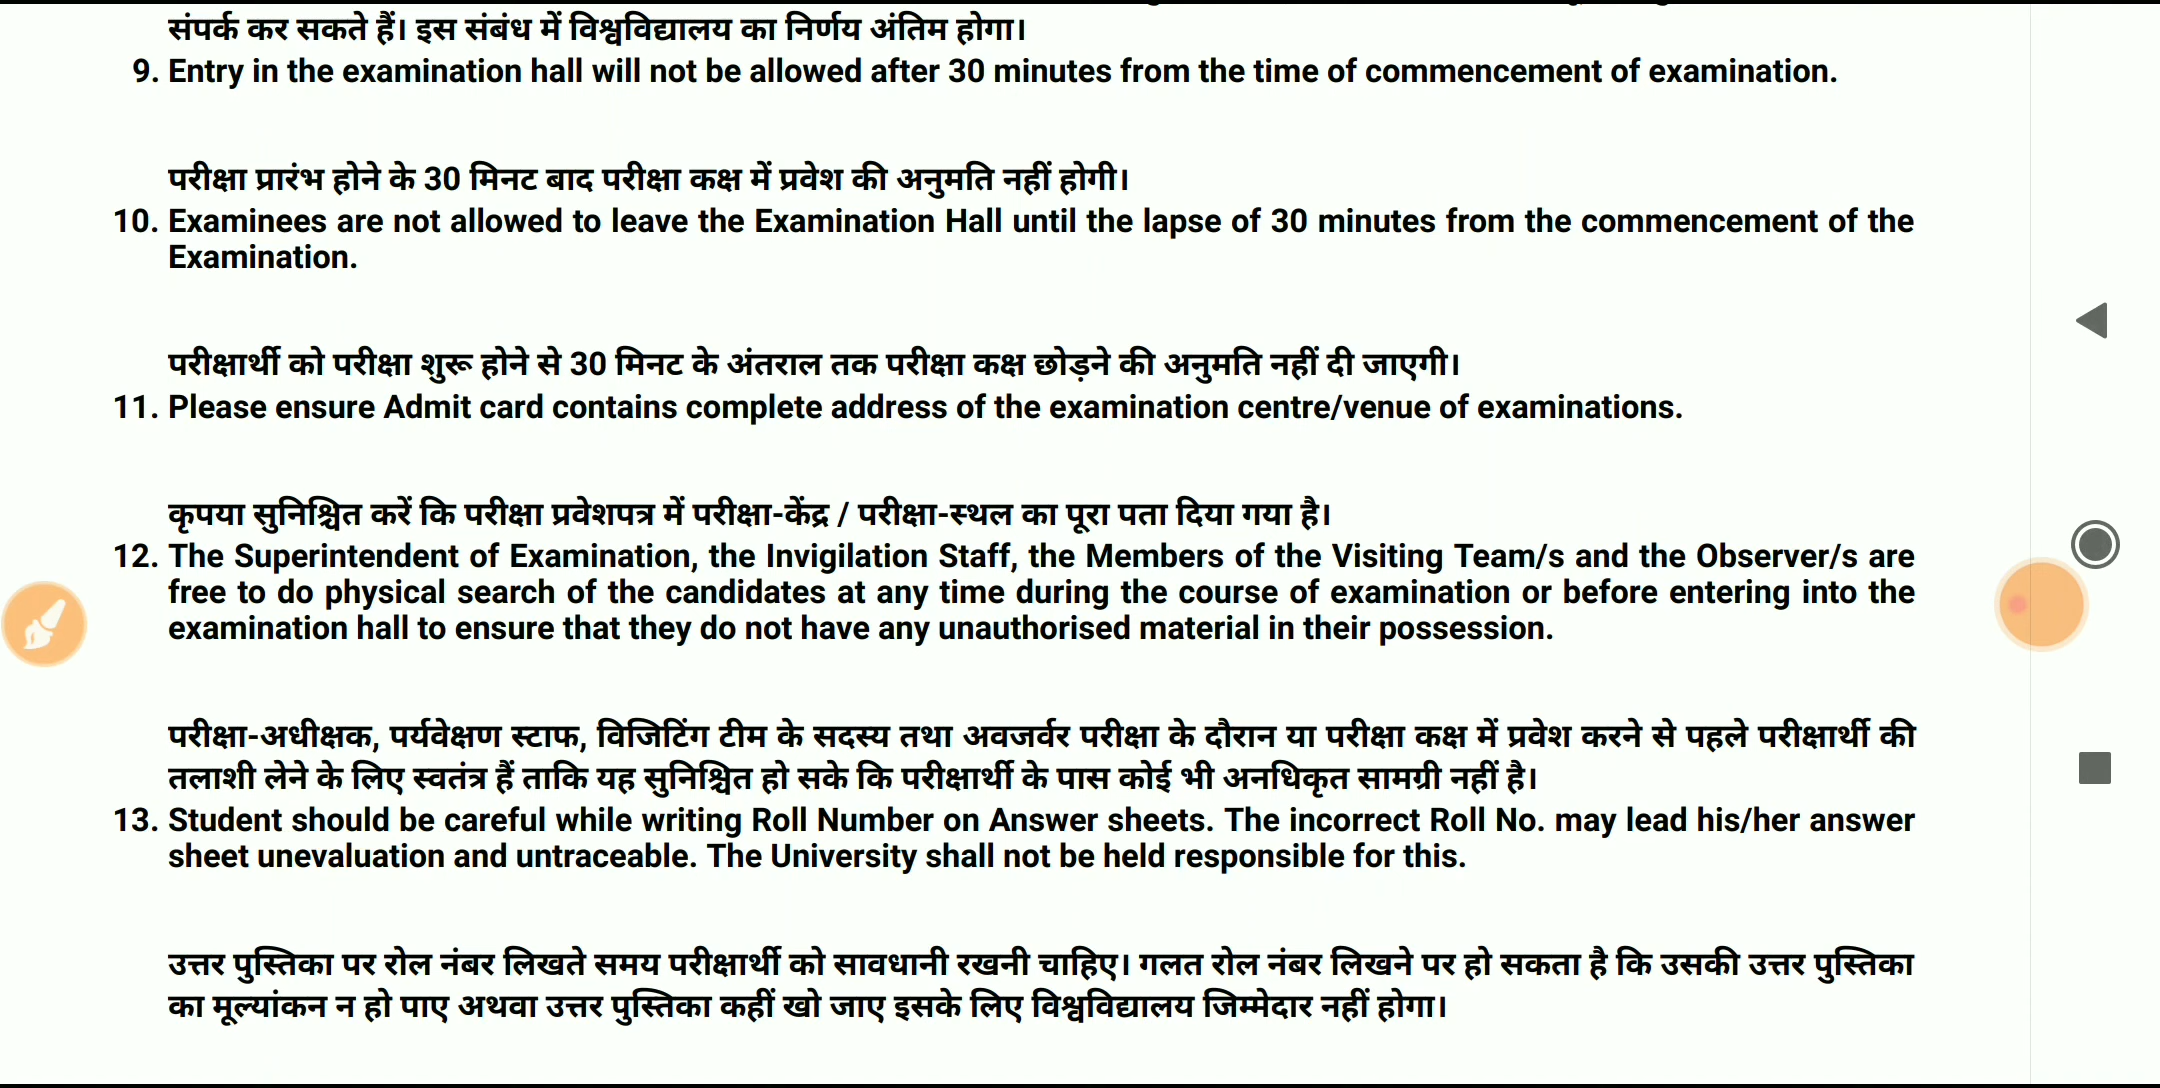 संपर्क कर सकते हैं। इस संबंध में विश्वविद्यालय का निर्णय अंतिम होगा।
9. Entry in the examination hall will not be allowed after 30 minutes from the time of commencement of examination.
परीक्षा प्रारंभ होने के 30 मिनट बाद परीक्षा कक्ष में प्रवेश की अनुमति नहीं होगी।
10. Examinees are not allowed to leave the Examination Hall until the lapse of 30 minutes from the commencement of the
Examination.
परीक्षार्थी को परीक्षा शुरू होने से 30 मिनट के अंतराल तक परीक्षा कक्ष छोड़ने की अनुमति नहीं दी जाएगी।
11. Please ensure Admit card contains complete address of the examination centre/venue of examinations.
कृपया सुनिश्चित करें कि परीक्षा प्रवेशपत्र में परीक्षा-केंद्र / परीक्षा-स्थल का पूरा पता दिया गया है।
12. The Superintendent of Examination, the Invigilation Staff, the Members of the Visiting Team/s and the Observer/s are
free to do physical search of the candidates at any time during the course of examination or before entering into the
examination hall to ensure that they do not have any unauthorised material in their possession.
परीक्षा-अधीक्षक, पर्यवेक्षण स्टाफ, विजिटिंग टीम के सदस्य तथा अवजर्वर परीक्षा के दौरान या परीक्षा कक्ष में प्रवेश करने से पहले परीक्षार्थी की
तलाशी लेने के लिए स्वतंत्र हैं ताकि यह सुनिश्चित हो सके कि परीक्षार्थी के पास कोई भी अनधिकृत सामग्री नहीं है।
13. Student should be careful while writing Roll Number on Answer sheets. The incorrect Roll No. may lead his/her answer
sheet unevaluation and untraceable. The University shall not be held responsible for this.
उत्तर पुस्तिका पर रोल नंबर लिखते समय परीक्षार्थी को सावधानी रखनी चाहिए। गलत रोल नंबर लिखने पर हो सकता है कि उसकी उत्तर पुस्तिका
का मूल्यांकन न हो पाए अथवा उत्तर पुस्तिका कहीं खो जाए इसके लिए विश्वविद्यालय जिम्मेदार नहीं होगा।